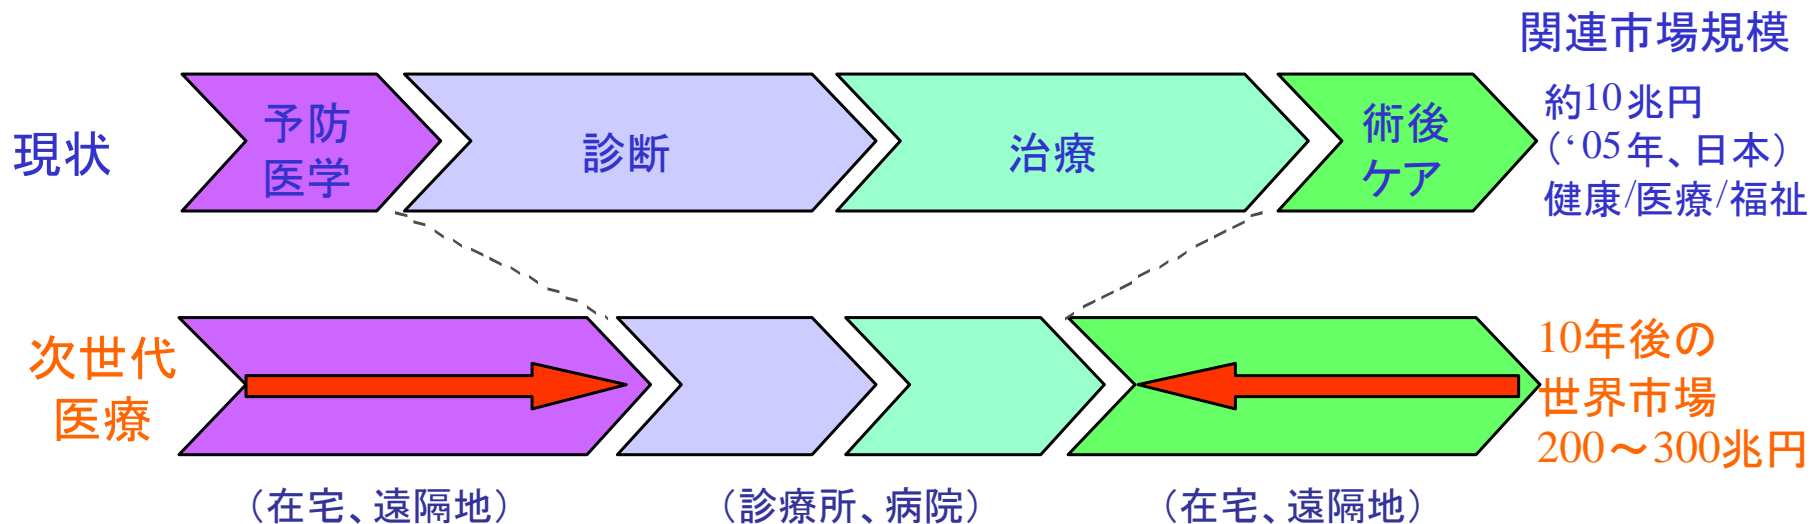 関連市場規模
現状
予防
医学
診断
治療
術後
ケア
約10兆円
(‘05年、日本)
健康/医療/福祉
次世代
医療
10年後の
世界市場
200～300兆円
(在宅、遠隔地)
(診療所、病院)
(在宅、遠隔地)